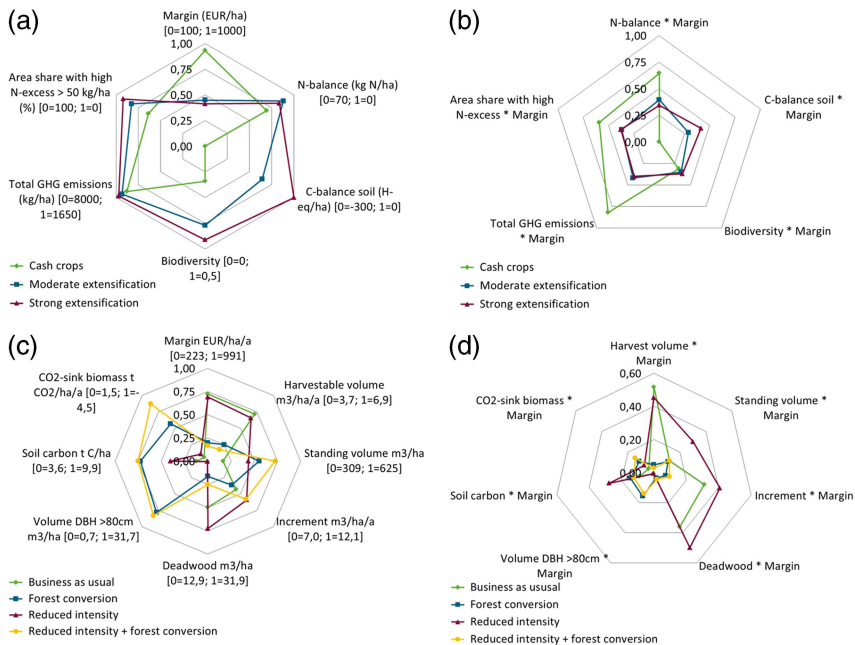 (a)
Margin (EUR/ha)
[0=100; 1=1000]
1,00
0,75
0,50
0,25
0,00
N-balance (kg N/ha)
[0=70; 1=0]
C-balance soil (H-
eq/ha) [0=-300; 1=0]
Biodiversity [0=0;
1=0,5]
Total GHG emissions
(kg/ha) [0=8000;
1=1650]
Area share with high
N-excess > 50 kg/ha
(%) [0=100; 1=0]
Cash crops
Moderate extensification
Strong extensification
(b)
N-balance * Margin
1,00
0,75
0,50
0,25
0,00
C-balance soil *
Margin
Biodiversity * Margin
Total GHG emissions
* Margin
Area share with high
N-excess * Margin
Cash crops
Moderate extensification
Strong extensification
(c)
Margin EUR/ha/a
[0=223; 1=991]
1,00
0,75
0,50
0,25
0,00
Harvestable volume
m3/ha/a [0=3,7; 1=6,9]
Standing volume m3/ha
[0=309; 1=625]
Increment m3/ha/a
[0=7,0; 1=12,1]
Deadwood m3/ha
[0=12,9; 1=31,9]
Volume DBH >80cm
m3/ha [0=0,7; 1=31,7]
Soil carbon t C/ha
[0=3,6; 1=9,9]
CO2-sink biomass t
CO2/ha/a [0=1,5; 1=-
4,5]
Business as usual
Forest conversion
Reduced intensity
Reduced intensity + forest conversion
(d)
Harvest volume *
Margin
0,60
0,40
0,20
0,00
Standing volume *
Margin
Increment * Margin
Deadwood * Margin
Volume DBH >80cm *
Margin
Soil carbon * Margin
CO2-sink biomass *
Margin
Business as ususal
Forest conversion
Reduced intensity
Reduced intensity + forest conversion